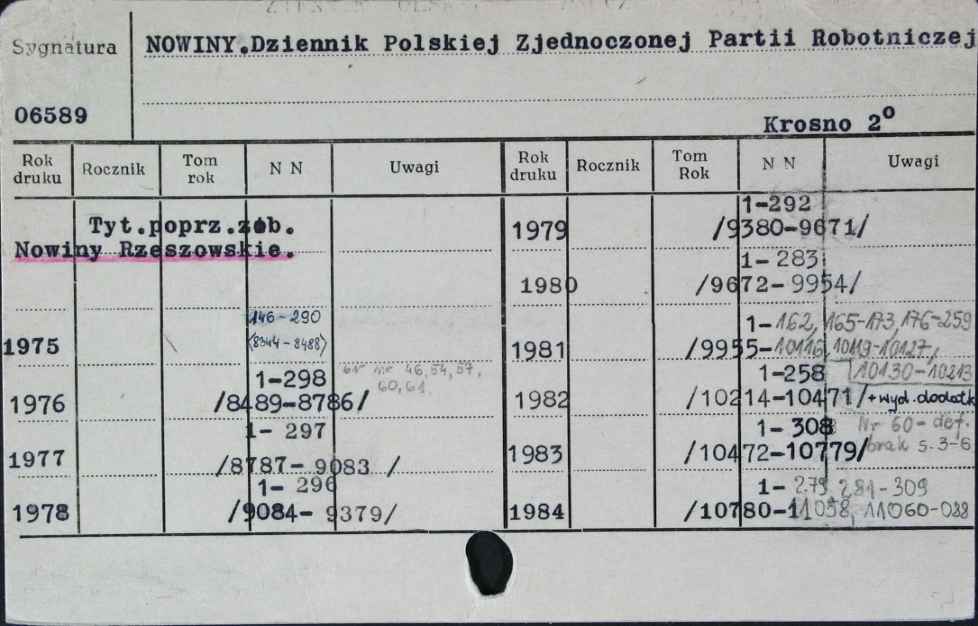 Sygnatura
NOWINY.Dziennik Polskiej Zjednoczonej Partii Robotniczej
06589
Krosno 2º
Rok druku Rocznik Tom rok N N Uwagi Rok druku Rocznik Tom Rok N N Uwagi
Tyt.poprz.zob.
Nowiny Rzeszowskie.
1975 146-290
(8344-8488)
1976 1-298 46,54,57,
/8489-8786/ 60,61.
1977 1- 297
/8787- 9083 /
1978 1- 296
/9084- 9379/
1979 1-292
/9380-9671/
1980 1- 283
/9672- 9954/
1981 1-162, 165-173, 176-259
/9955-10116, 10119-10127,
10130-10213
1982 1-258
/10214-10471/ +wyd.dodatk
1983 1- 308 Nr 60- def.
/10472-10779/ brak s. 3-6
1984 1- 279 281-309
/10780-11058, 11060-088